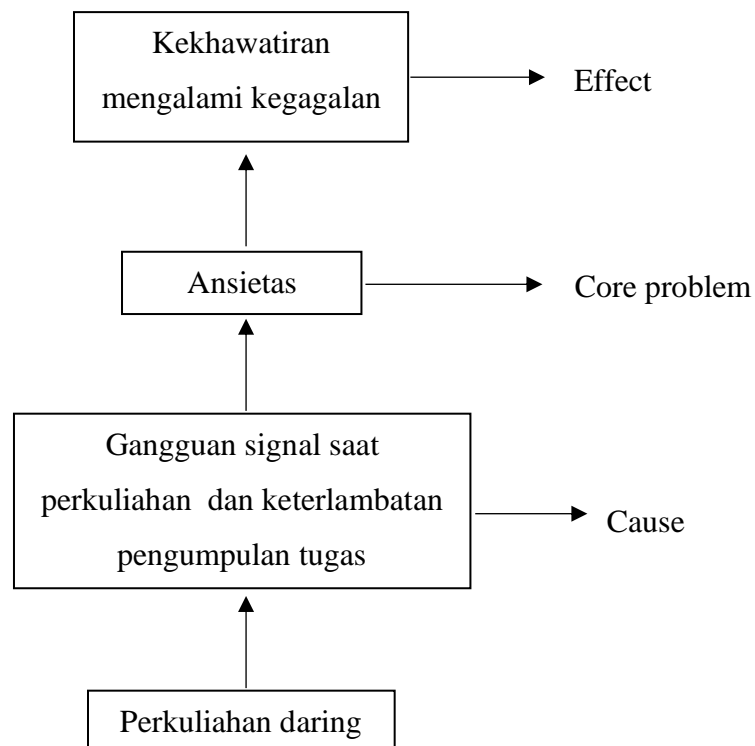 Kekhawatiran
mengalami kegagalan
Effect
Ansietas
Core problem
Gangguan signal saat
perkuliahan dan keterlambatan
pengumpulan tugas
Cause
Perkuliahan daring